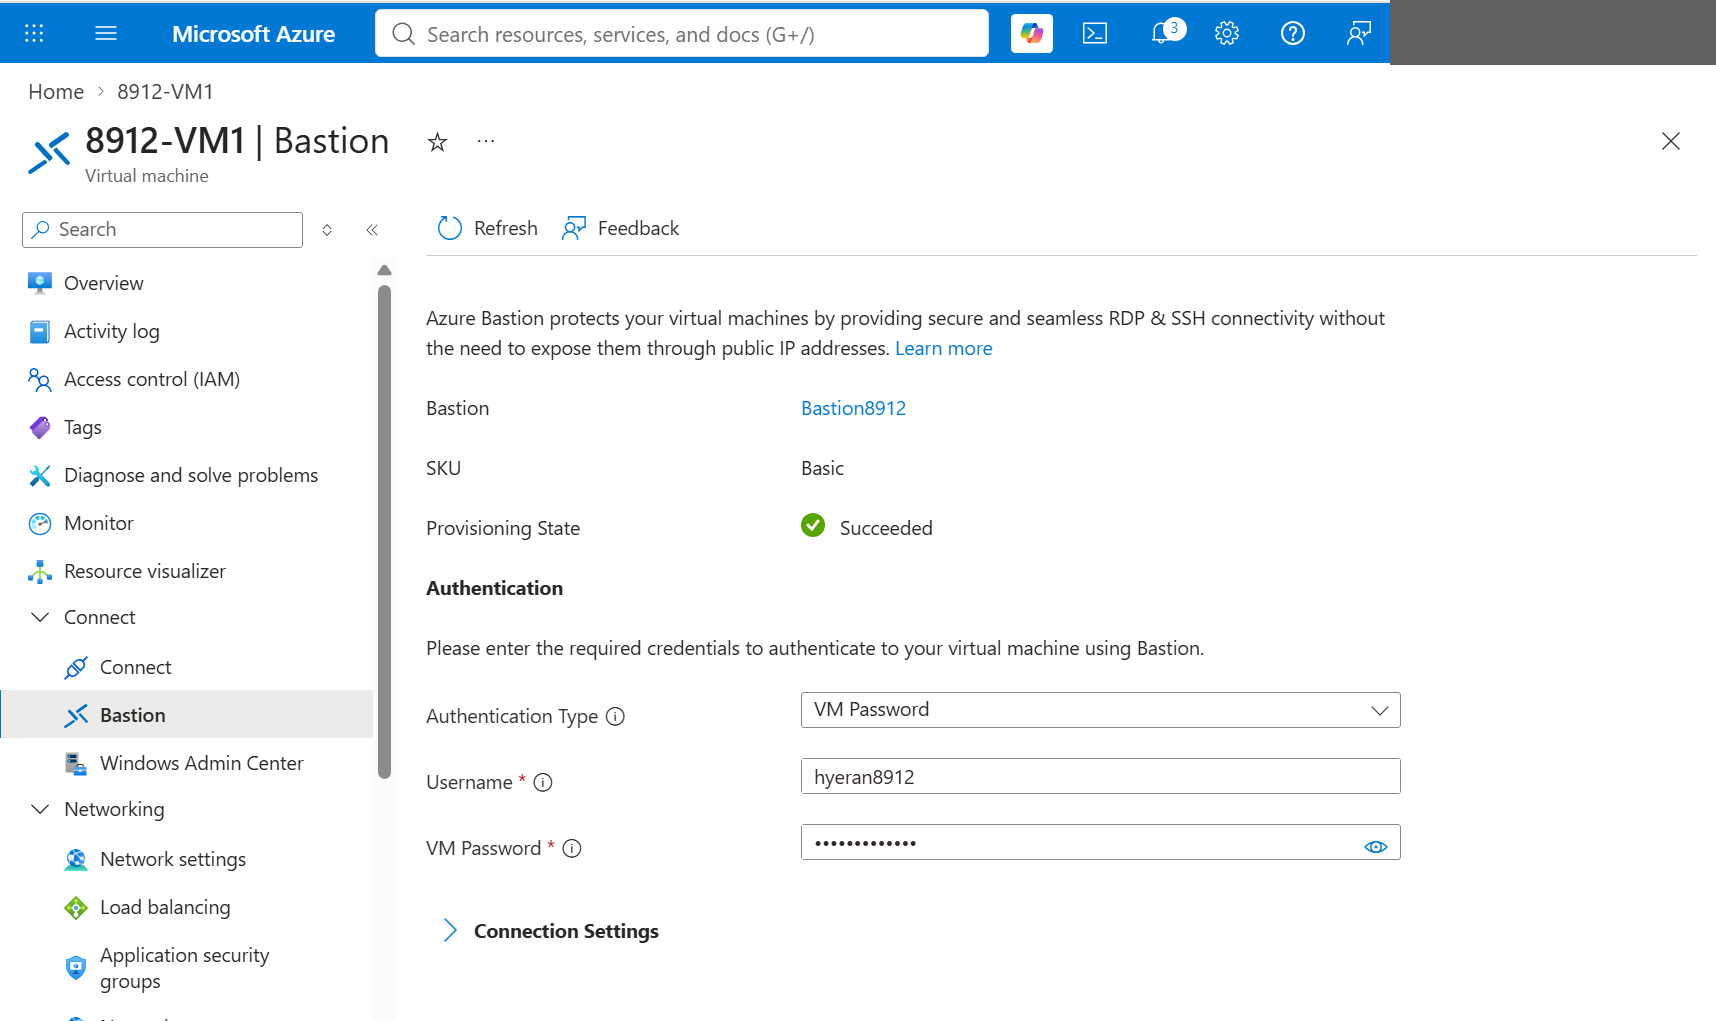 Microsoft Azure
Search resources, services, and docs (G+/)
3
Home > 8912-VM1
8912-VM1 | Bastion
Virtual machine
Search
Refresh
Feedback
Overview
Activity log
Access control (IAM)
Tags
Diagnose and solve problems
Monitor
Resource visualizer
Connect
Connect
Bastion
Windows Admin Center
Networking
Network settings
Load balancing
Application security
groups
Azure Bastion protects your virtual machines by providing secure and seamless RDP & SSH connectivity without
the need to expose them through public IP addresses. Learn more
Bastion Bastion8912
SKU Basic
Provisioning State Succeeded
Authentication
Please enter the required credentials to authenticate to your virtual machine using Bastion.
Authentication Type VM Password
Username * hyeran8912
VM Password * •••••••••••••
Connection Settings